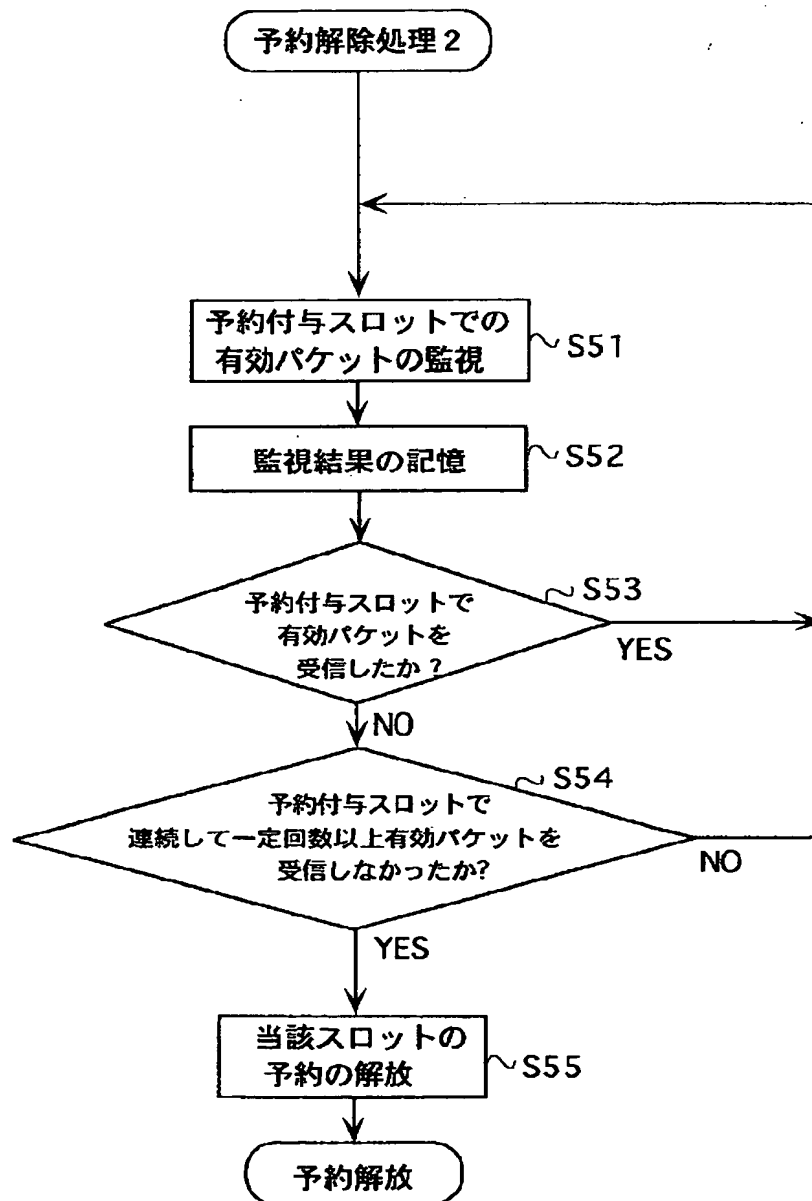 予約解除処理2
予約付与スロットでの
有効パケットの監視
S51
監視結果の記憶
S52
S53
予約付与スロットで
有効パケットを
受信したか?
YES
NO
S54
予約付与スロットで
連続して一定回数以上有効パケットを
受信しなかったか?
NO
YES
当該スロットの
予約の解放
S55
予約解放